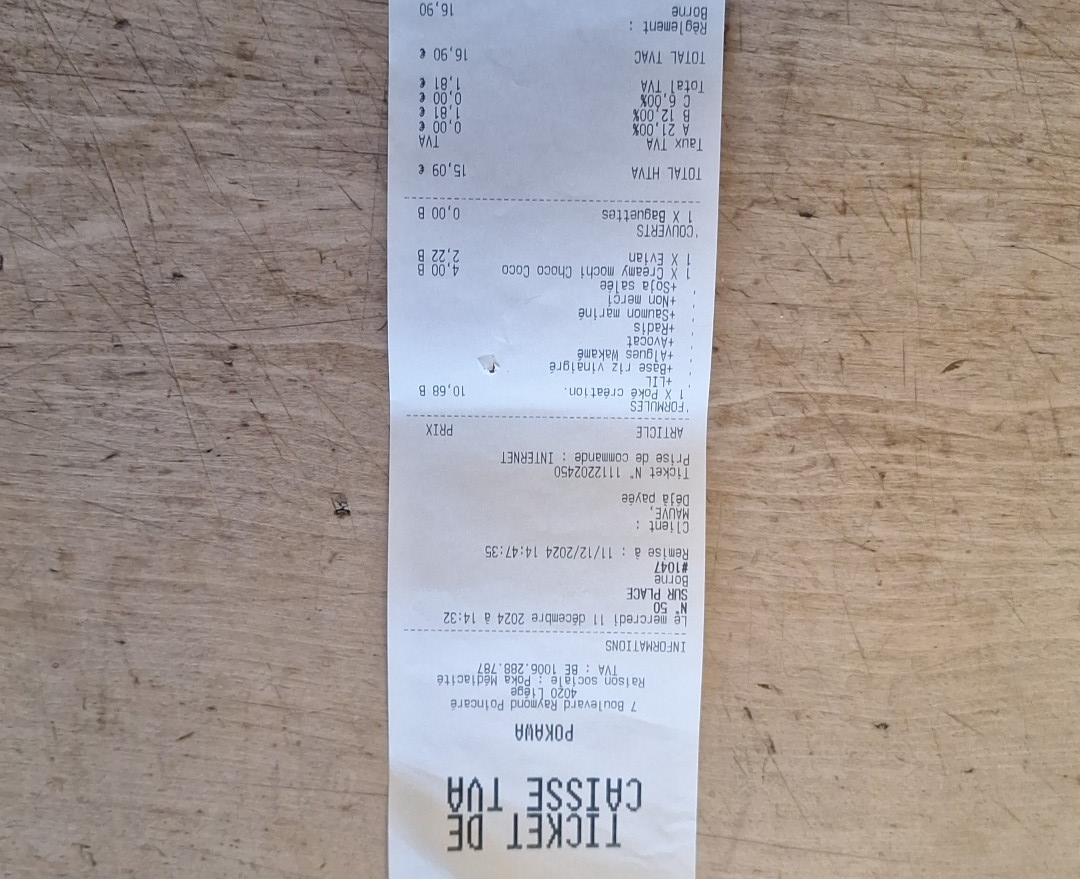 TICKET DE
CAISSE TVA
POKAWA
7 Boulevard Raymond Poincaré
4020 Liège
Raison sociale : Poka Médiacité
TVA : BE 1006.288.787
INFORMATIONS
Le mercredi 11 décembre 2024 à 14:32
N° 50
SUR PLACE
Borne
#1047
Remise à : 11/12/2024 14:47:35
Client :
MAUVE,
Déjà payée
Ticket N° 1112202450
Prise de commande : INTERNET
ARTICLE PRIX
'FORMULES
1 X Poké création. 10,68 B
' +LIL
' +Base riz vinaigré
' +Algues Wakamé
' +Avocat
' +Radis
' +Saumon mariné
' +Non merci
' +Soja salée
1 X Creamy mochi Choco Coco 4,00 B
1 X Evian 2,22 B
'COUVERTS
1 X Baguettes 0,00 B
TOTAL HTVA 15,09 €
Taux TVA TVA
A 21,00% 0,00 €
B 12,00% 1,81 €
C 6,00% 0,00 €
Total TVA 1,81 €
TOTAL TVAC 16,90 €
Règlement :
Borne 16,90